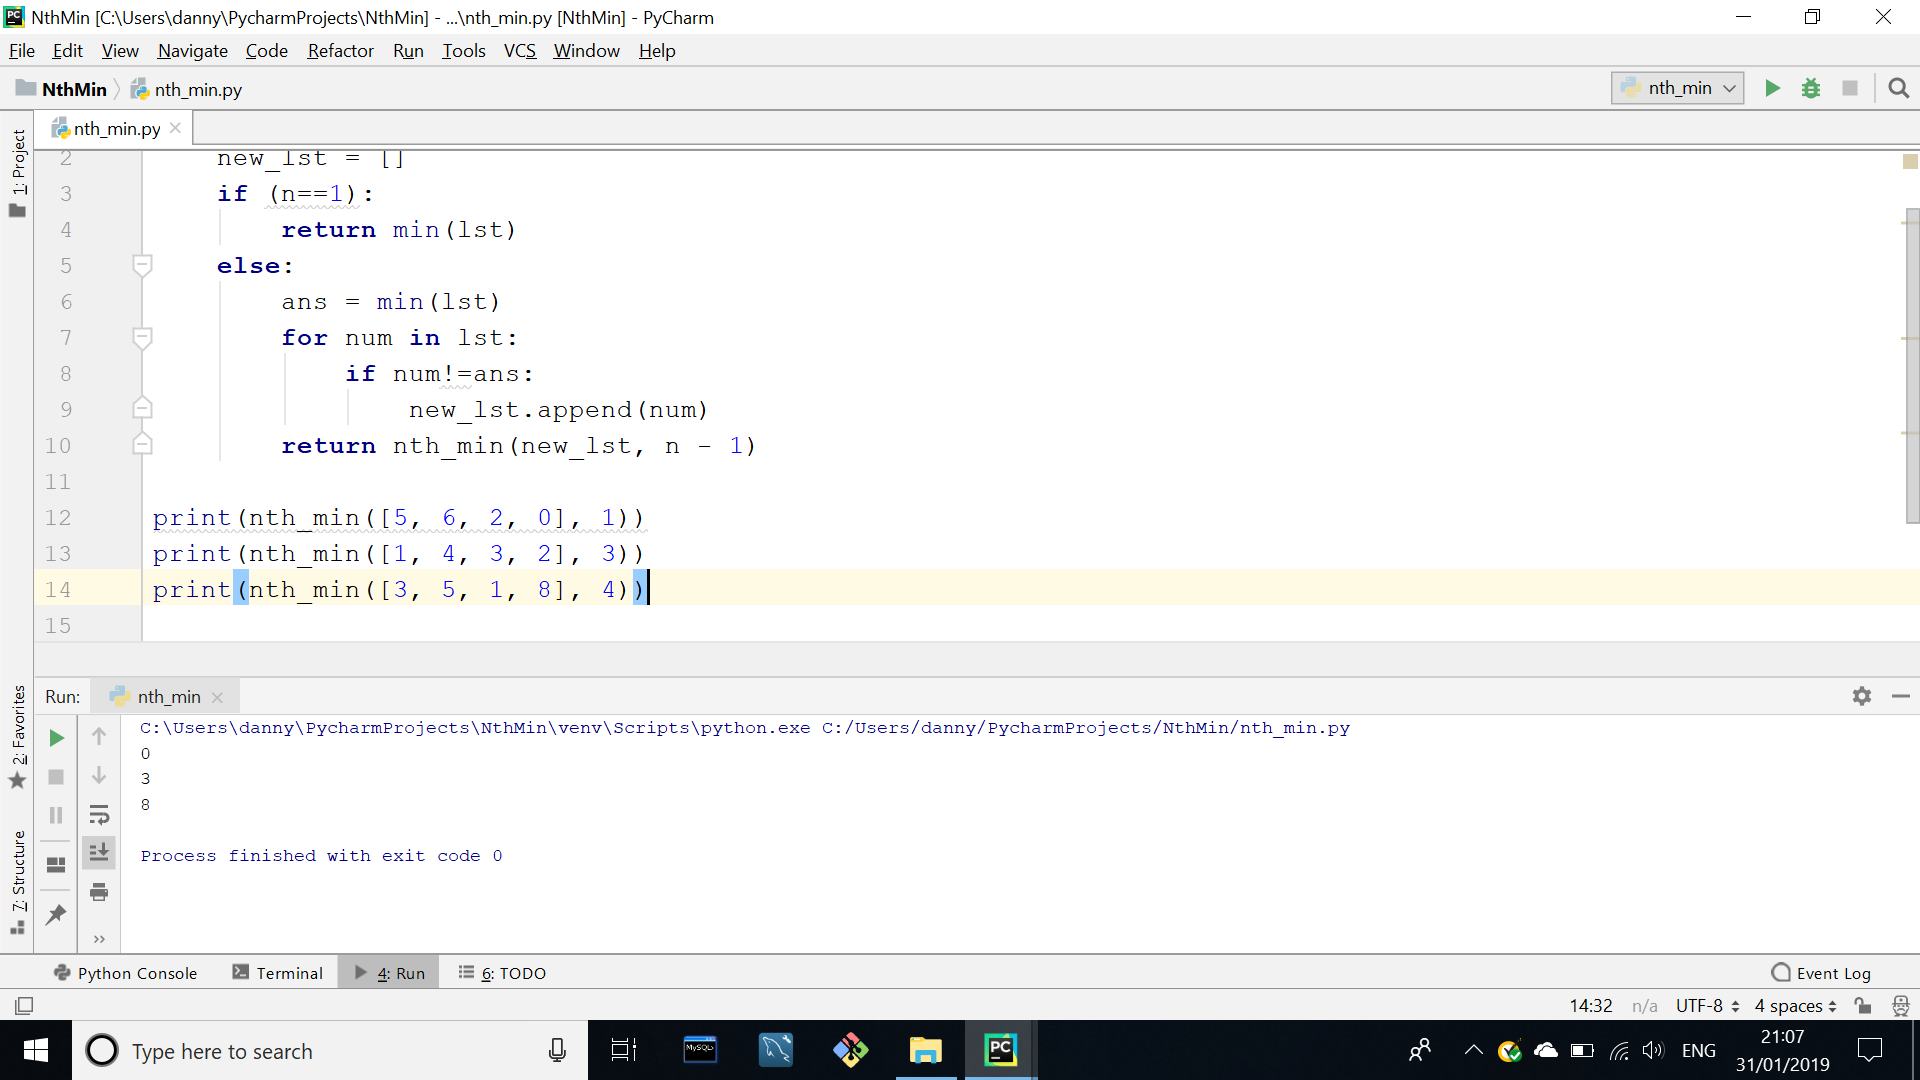 NthMin [C:\Users\danny\PycharmProjects\NthMin] - ...\nth_min.py [NthMin] - PyCharm
File Edit View Navigate Code Refactor Run Tools VCS Window Help
NthMin nth_min.py nth_min
nth_min.py
1: Project
2 new_lst = []
3 if (n==1):
4 return min(lst)
5 else:
6 ans = min(lst)
7 for num in lst:
8 if num!=ans:
9 new_lst.append(num)
10 return nth_min(new_lst, n - 1)
11
12 print(nth_min([5, 6, 2, 0], 1))
13 print(nth_min([1, 4, 3, 2], 3))
14 print(nth_min([3, 5, 1, 8], 4))
15
2: Favorites
7: Structure
Run: nth_min
C:\Users\danny\PycharmProjects\NthMin\venv\Scripts\python.exe C:/Users/danny/PycharmProjects/NthMin/nth_min.py
0
3
8
Process finished with exit code 0
Python Console Terminal 4: Run 6: TODO Event Log
14:32 n/a UTF-8 4 spaces
Type here to search MySQL PC ENG 21:07
31/01/2019